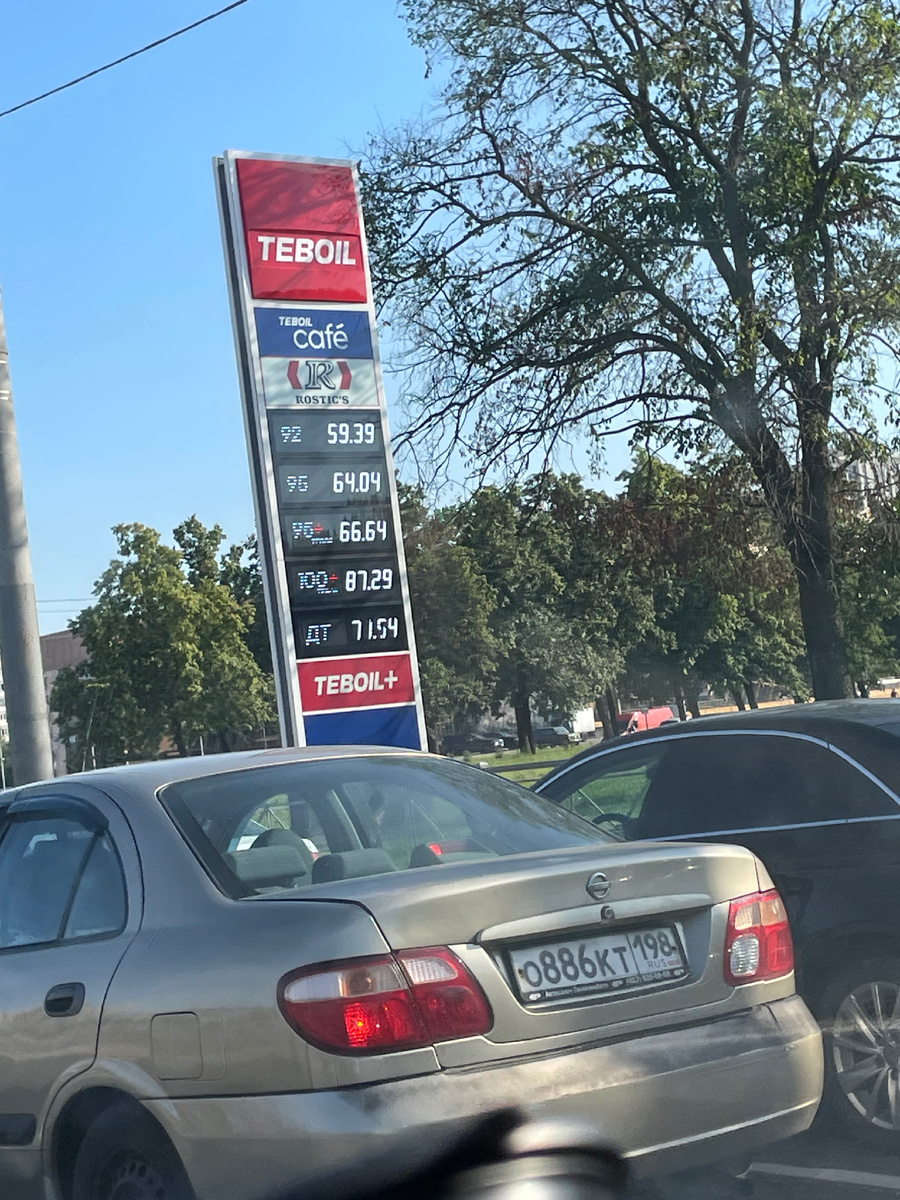 TEBOIL
TEBOIL
café
R
ROSTIC'S
92 59.39
95 64.04
95+ 66.64
100+ 87.29
ДТ 71.54
TEBOIL+
О886КТ 198
RUS